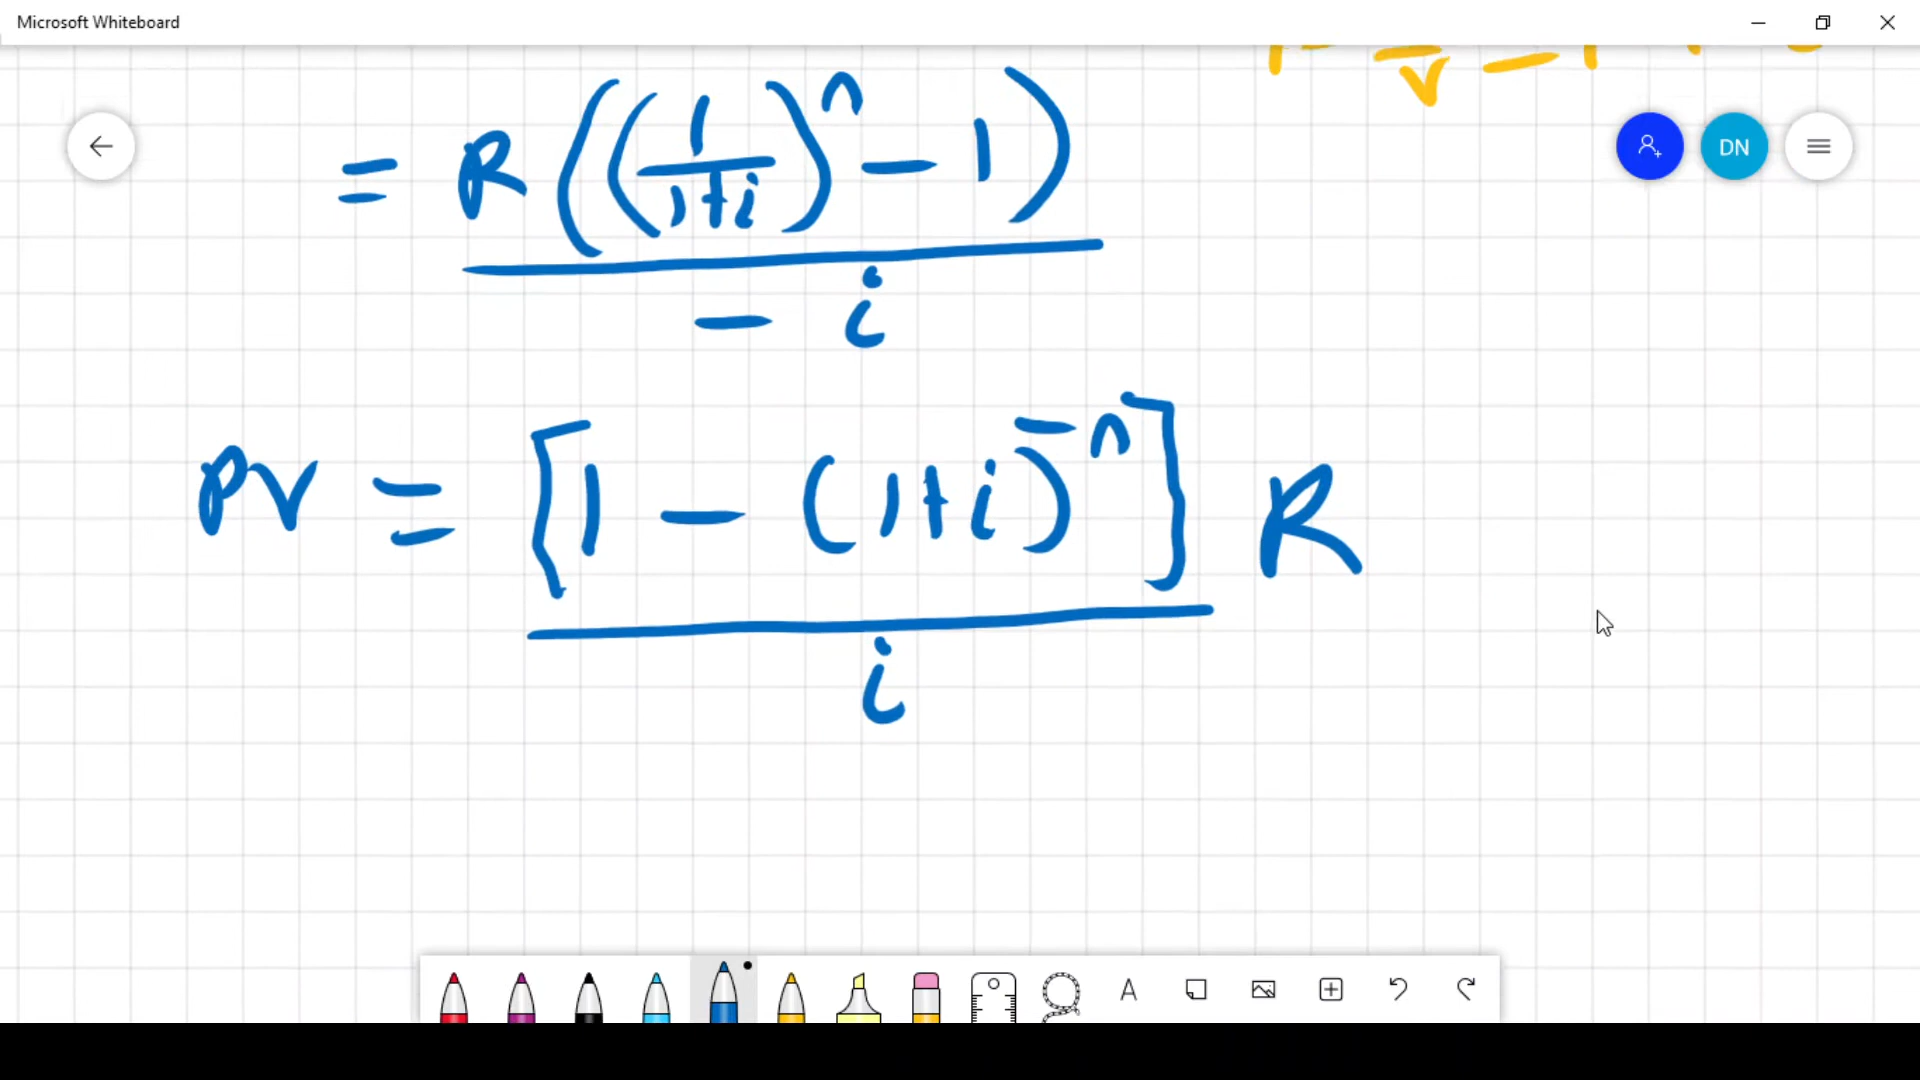 Microsoft Whiteboard
= R((1/1+i)^n - 1)
- i
DN
PV = [1 - (1+i)^-n] R
i
A